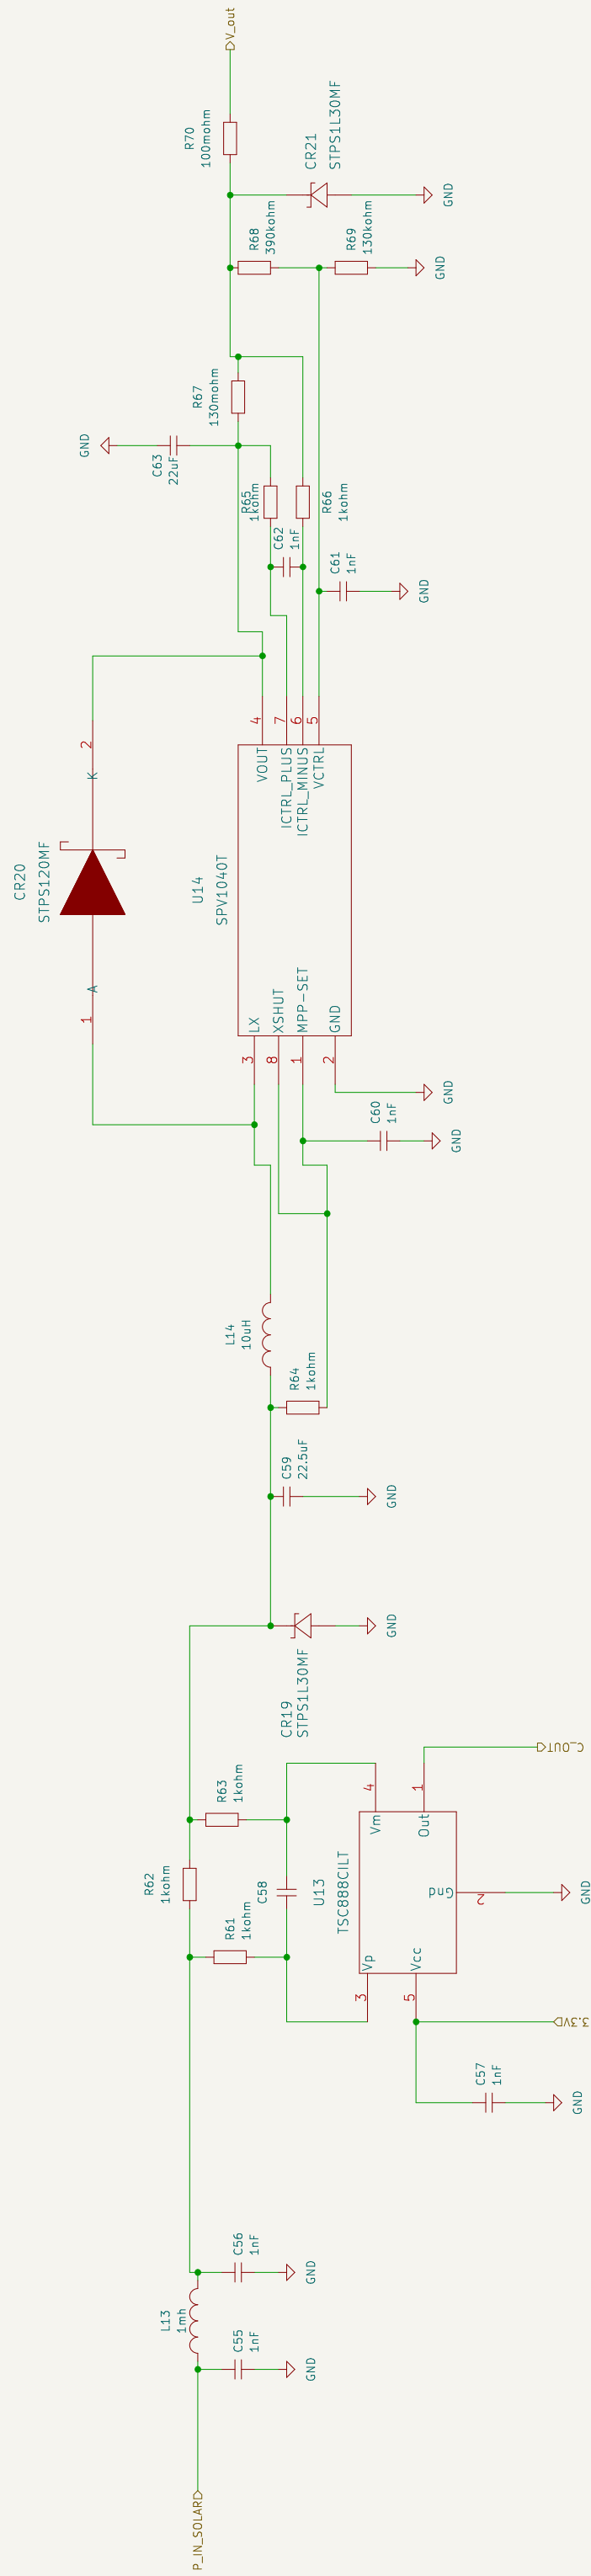 V_out
R70
100mohm
CR21
STPS1L30MF
GND
R68
390kohm
R69
130kohm
GND
R67
130mohm
GND
C63
22uF
R65
1kohm
R66
1kohm
C62
1nF
C61
1nF
GND
4
7
6
5
VOUT
ICTRL_PLUS
ICTRL_MINUS
VCTRL
2
K
CR20
STPS120MF
A
1
U14
SPV1040T
LX
XSHUT
MPP-SET
GND
3
8
1
2
GND
C60
1nF
GND
L14
10uH
R64
1kohm
C59
22.5uF
GND
CR19
STPS1L30MF
GND
C_OUT
R63
1kohm
4
1
Vm
Out
R62
1kohm
C58
U13
TSC888CILT
Gnd
2
GND
R61
1kohm
Vp
Vcc
3
5
3.3V
C57
1nF
GND
C56
1nF
GND
L13
1mh
C55
1nF
GND
P_IN_SOLAR